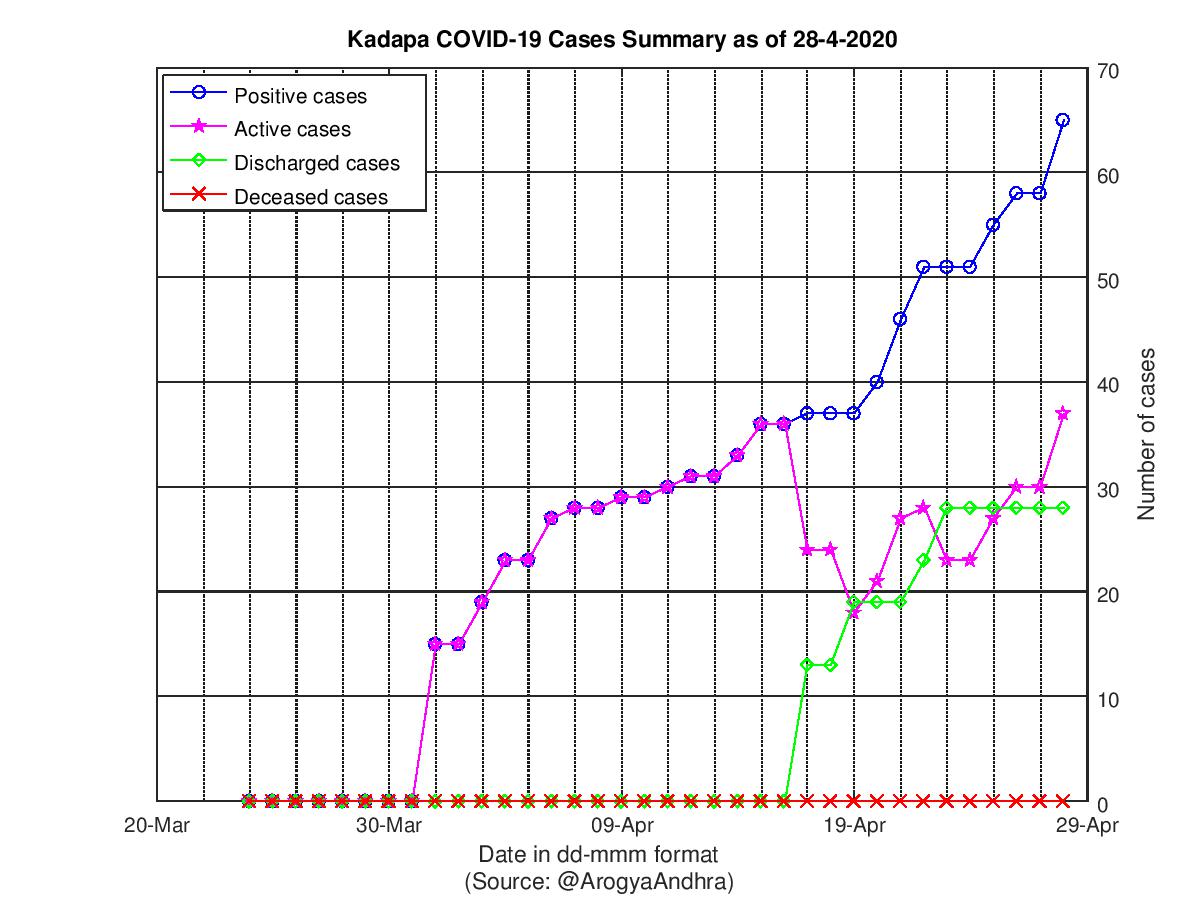 Kadapa COVID-19 Cases Summary as of 28-4-2020
Positive cases
Active cases
Discharged cases
Deceased cases
70
60
50
40
30
20
10
0
Number of cases
20-Mar
30-Mar
09-Apr
19-Apr
29-Apr
Date in dd-mmm format
(Source: @ArogyaAndhra)